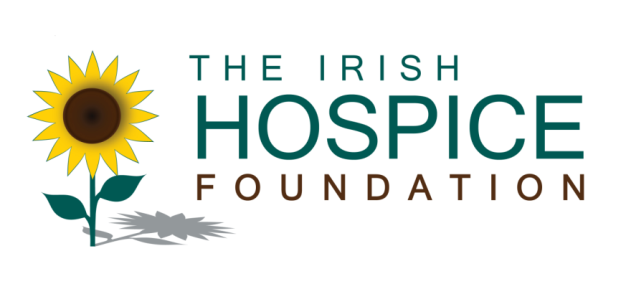 THE IRISH
HOSPICE
FOUNDATION